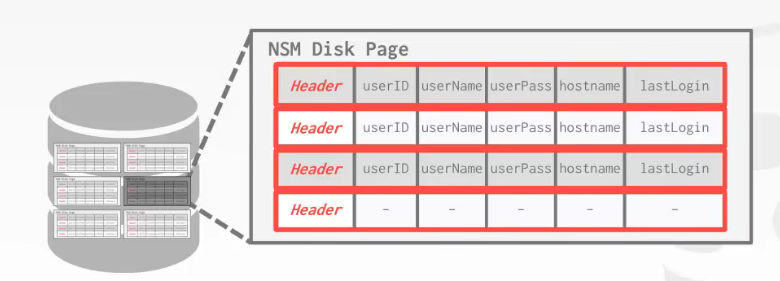 NSM Disk Page
Header userID userName userPass hostname lastLogin
Header userID userName userPass hostname lastLogin
Header userID userName userPass hostname lastLogin
Header - - - - -